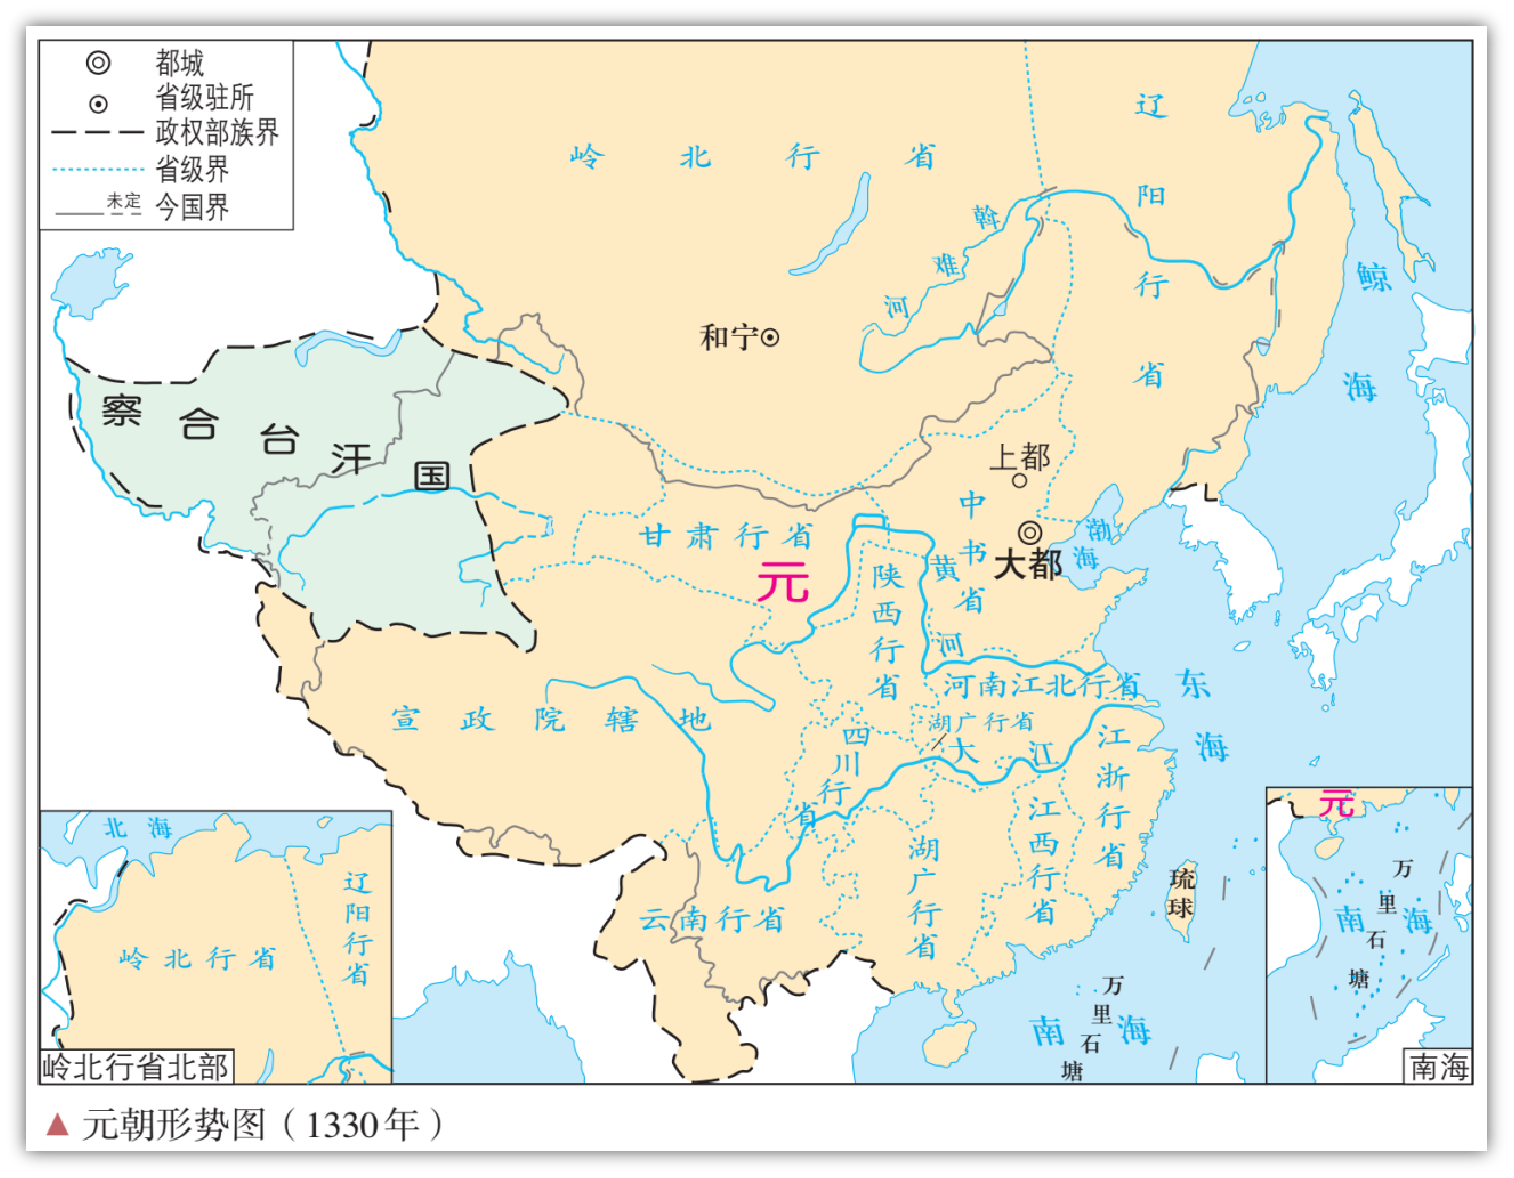 都城
省级驻所
政权部族界
省级界
未定
今国界
岭北行省
辽阳行省
斡难河
鲸海
和宁
察合台汗国
上都
中书省
大都
渤海
甘肃行省
元
陕西行省
黄河
河南江北行省
东海
宣政院辖地
湖广行省
四川行省
大江
江浙行省
江西行省
湖广行省
云南行省
琉球
万里石塘
南海
北海
岭北行省
辽阳行省
岭北行省北部
元
万里石塘
南海
南海
▲ 元朝形势图（1330年）